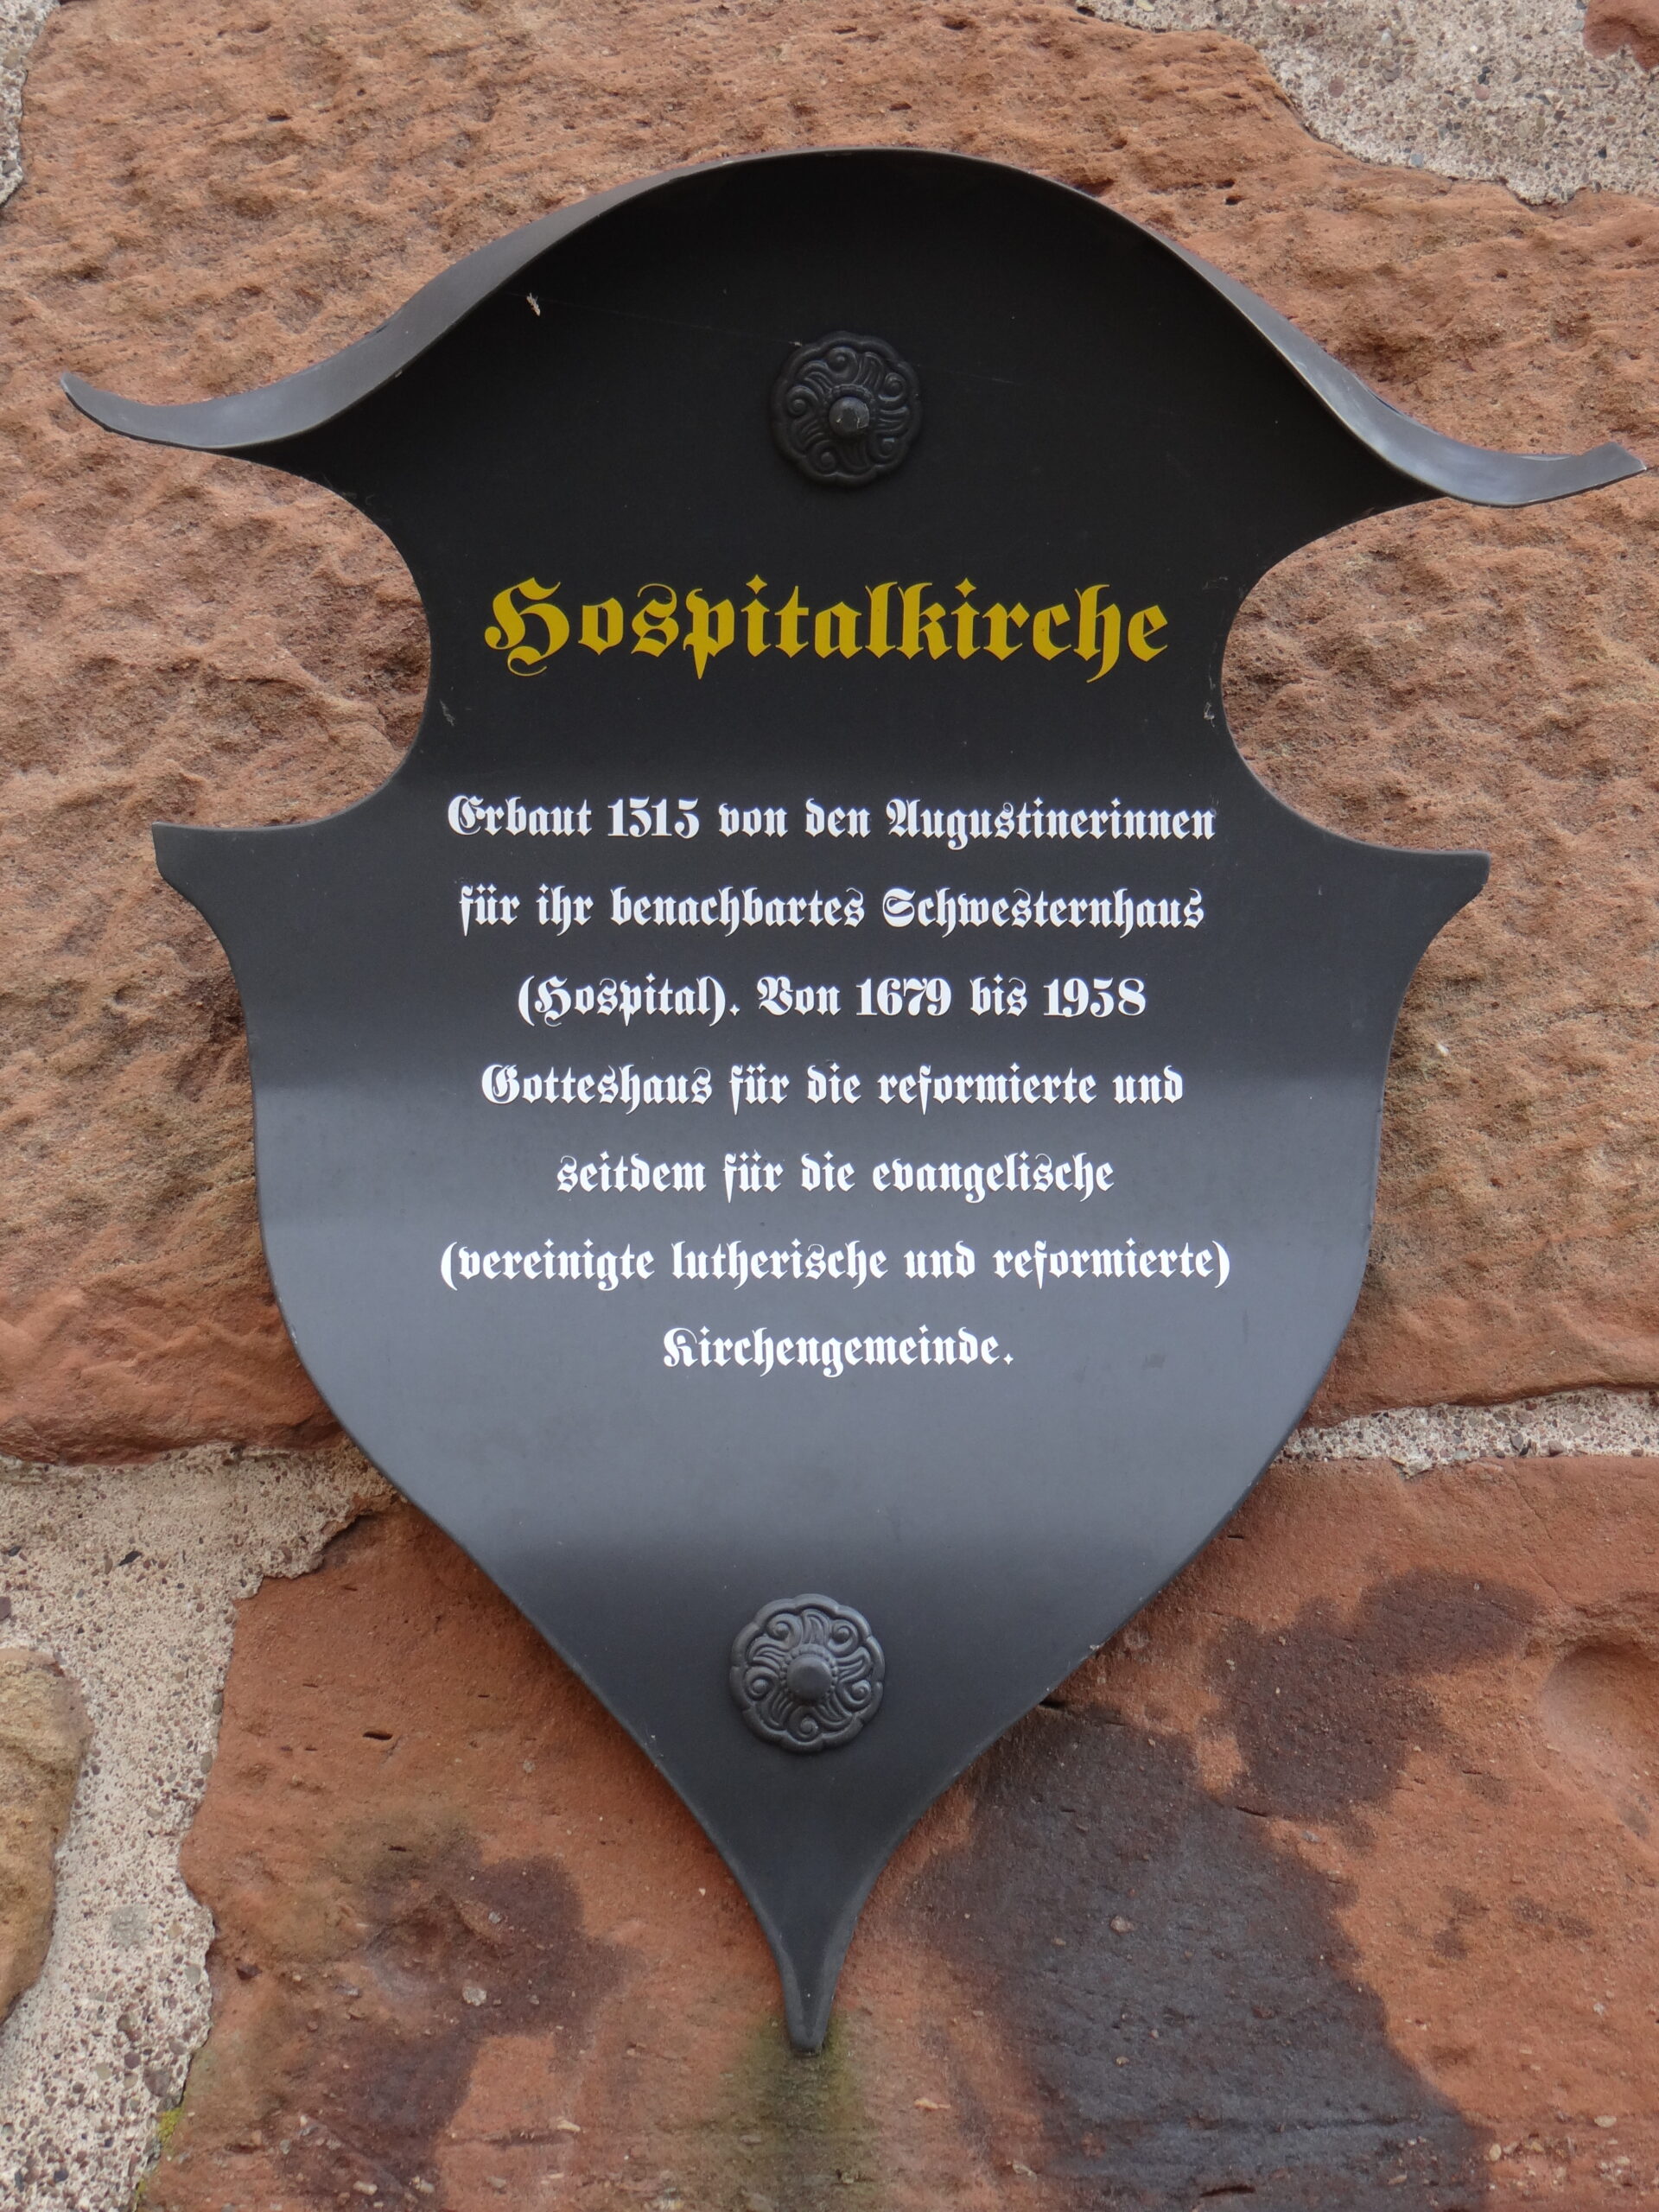 Hospitalkirche
Erbaut 1515 von den Augustinerinnen
für ihr benachbartes Schwesternhaus
(Hospital). Von 1679 bis 1958
Gotteshaus für die reformierte und
seitdem für die evangelische
(vereinigte lutherische und reformierte)
Kirchengemeinde.